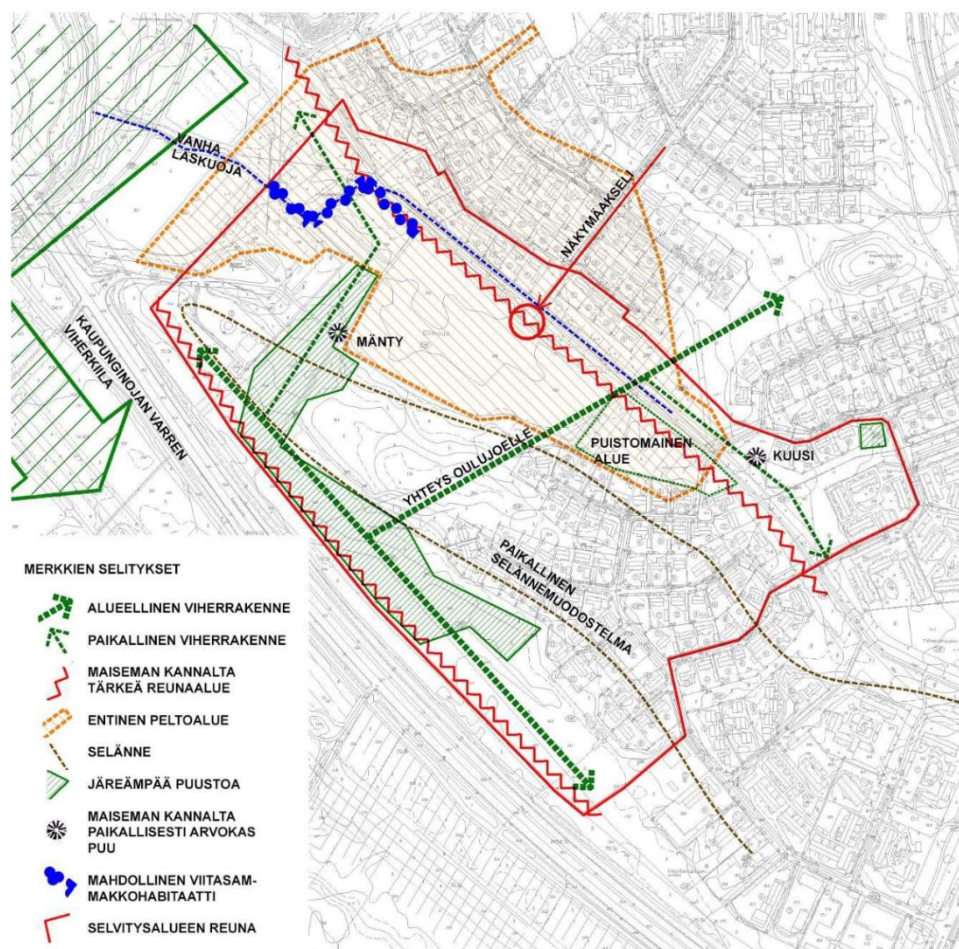 VANHA
LASKUOJA
NÄKYMÄAKSELI
MÄNTY
KAUPUNGINOJAN VARREN
VIHERKIILA
YHTEYS OULUJOELLE
PUISTOMAINEN
ALUE
KUUSI
PAIKALLINEN
SELÄNNEMUODOSTELMA
MERKKIEN SELITYKSET
ALUEELLINEN VIHERRAKENNE
PAIKALLINEN VIHERRAKENNE
MAISEMAN KANNALTA
TÄRKEÄ REUNAALUE
ENTINEN PELTOALUE
SELÄNNE
JÄREÄMPÄÄ PUUSTOA
MAISEMAN KANNALTA
PAIKALLISESTI ARVOKAS
PUU
MAHDOLLINEN VIITASAM-
MAKKOHABITAATTI
SELVITYSALUEEN REUNA